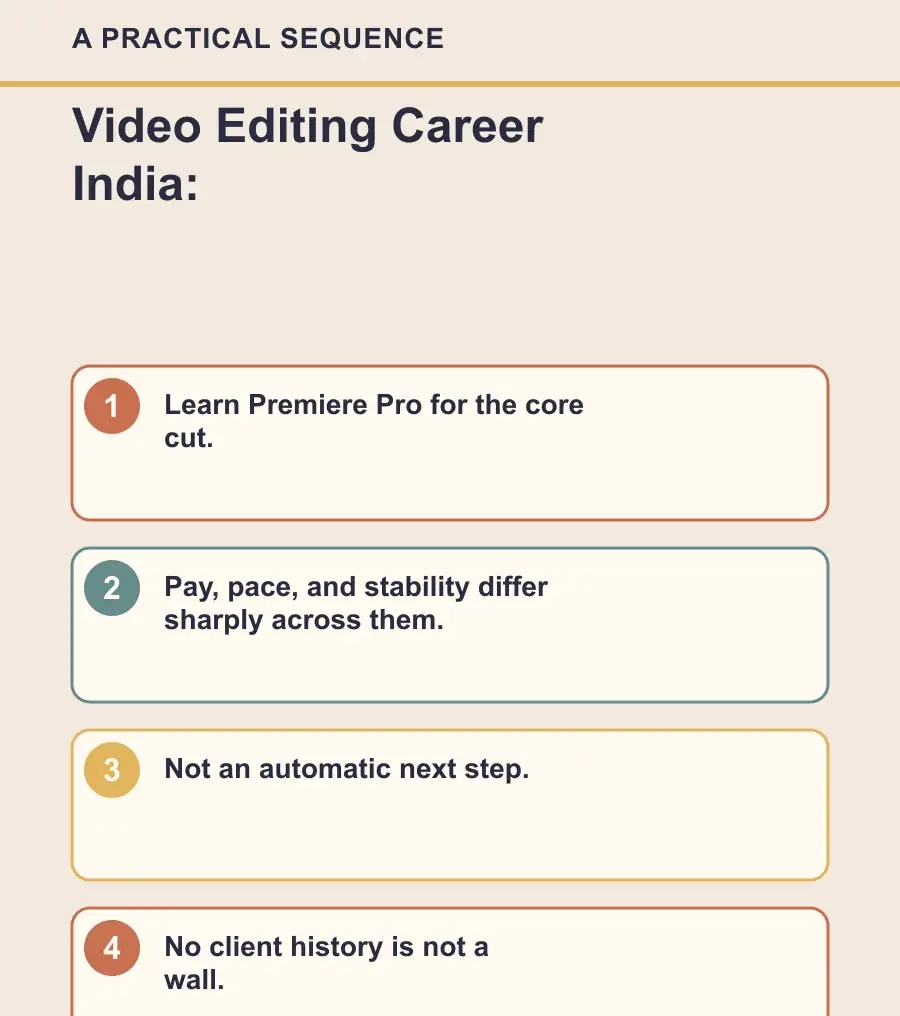 A PRACTICAL SEQUENCE
Video Editing Career
India:
1
Learn Premiere Pro for the core
cut.
2
Pay, pace, and stability differ
sharply across them.
3
Not an automatic next step.
4
No client history is not a
wall.